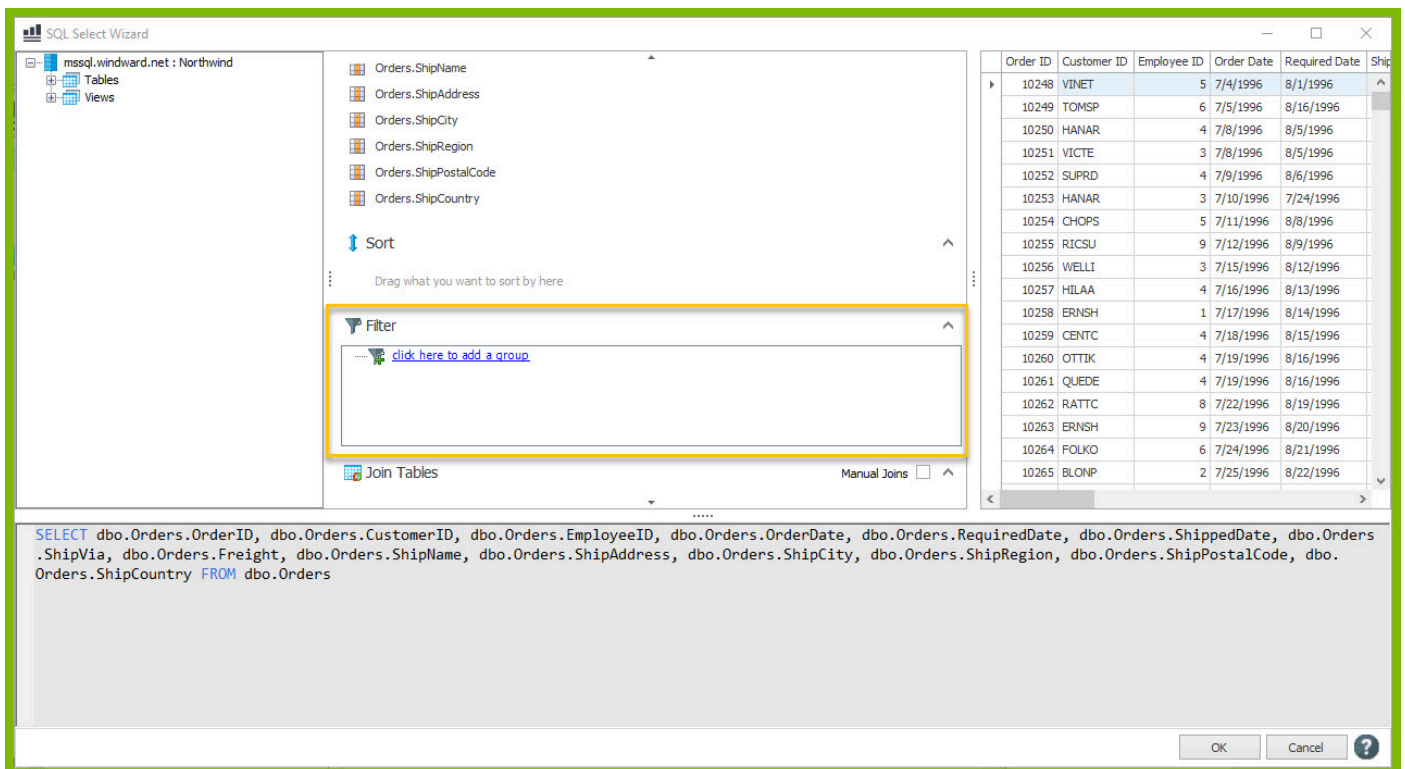 SQL Select Wizard
mssql.windward.net : Northwind
Tables
Views
Orders.ShipName
Orders.ShipAddress
Orders.ShipCity
Orders.ShipRegion
Orders.ShipPostalCode
Orders.ShipCountry
Sort
Drag what you want to sort by here
Filter
click here to add a group
Join Tables Manual Joins
Order ID Customer ID Employee ID Order Date Required Date Ship
10248 VINET 5 7/4/1996 8/1/1996
10249 TOMSP 6 7/5/1996 8/16/1996
10250 HANAR 4 7/8/1996 8/5/1996
10251 VICTE 3 7/8/1996 8/5/1996
10252 SUPRD 4 7/9/1996 8/6/1996
10253 HANAR 3 7/10/1996 7/24/1996
10254 CHOPS 5 7/11/1996 8/8/1996
10255 RICSU 9 7/12/1996 8/9/1996
10256 WELLI 3 7/15/1996 8/12/1996
10257 HILAA 4 7/16/1996 8/13/1996
10258 ERNSH 1 7/17/1996 8/14/1996
10259 CENTC 4 7/18/1996 8/15/1996
10260 OTTIK 4 7/19/1996 8/16/1996
10261 QUEDE 4 7/19/1996 8/16/1996
10262 RATTC 8 7/22/1996 8/19/1996
10263 ERNSH 9 7/23/1996 8/20/1996
10264 FOLKO 6 7/24/1996 8/21/1996
10265 BLONP 2 7/25/1996 8/22/1996
SELECT dbo.Orders.OrderID, dbo.Orders.CustomerID, dbo.Orders.EmployeeID, dbo.Orders.OrderDate, dbo.Orders.RequiredDate, dbo.Orders.ShippedDate, dbo.Orders
.ShipVia, dbo.Orders.Freight, dbo.Orders.ShipName, dbo.Orders.ShipAddress, dbo.Orders.ShipCity, dbo.Orders.ShipRegion, dbo.Orders.ShipPostalCode, dbo.
Orders.ShipCountry FROM dbo.Orders
OK Cancel ?